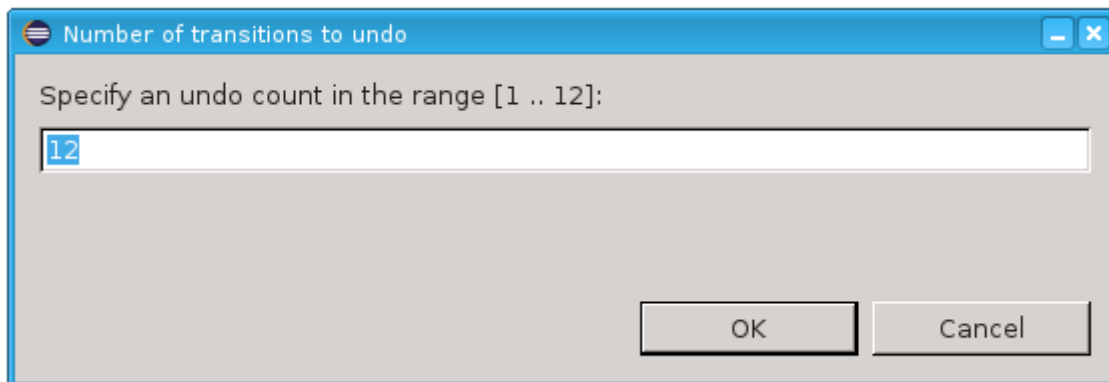 Number of transitions to undo
Specify an undo count in the range [1 .. 12]:
12
OK Cancel